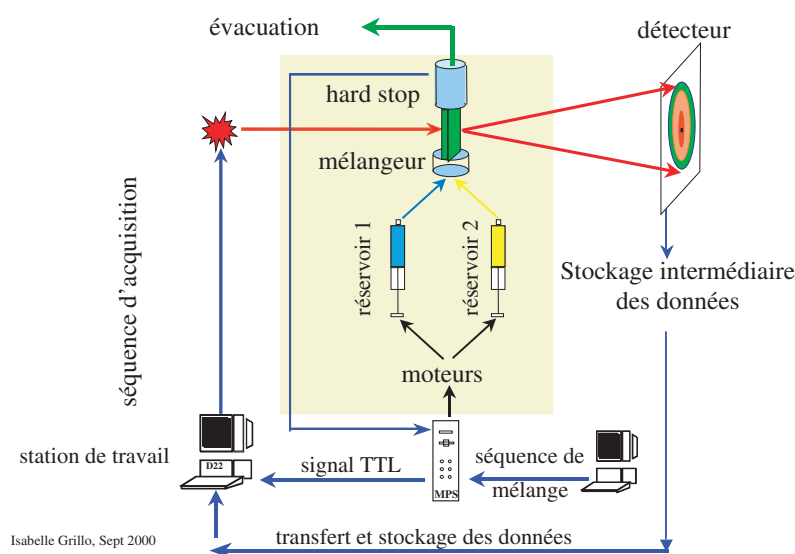 évacuation
détecteur
hard stop
mélangeur
séquence d'acquisition
réservoir 1
réservoir 2
Stockage intermédiaire
des données
moteurs
station de travail
D22
signal TTL
MPS
séquence de
mélange
Isabelle Grillo, Sept 2000
transfert et stockage des données